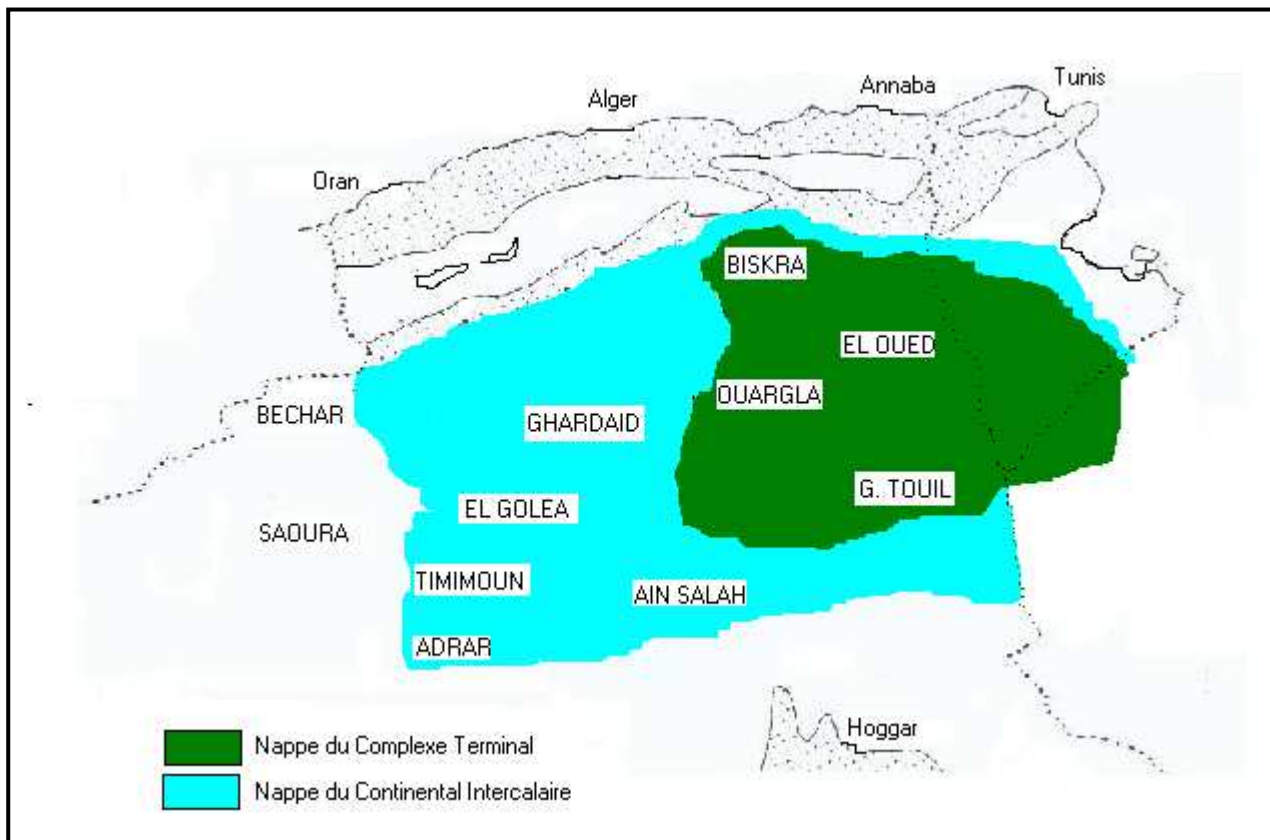 Tunis
Annaba
Alger
Oran
BISKRA
EL OUED
OUARGLA
BECHAR
GHARDAID
G. TOUIL
EL GOLEA
SAOURA
TIMIMOUN
AIN SALAH
ADRAR
Hoggar
Nappe du Complexe Terminal
Nappe du Continental Intercalaire